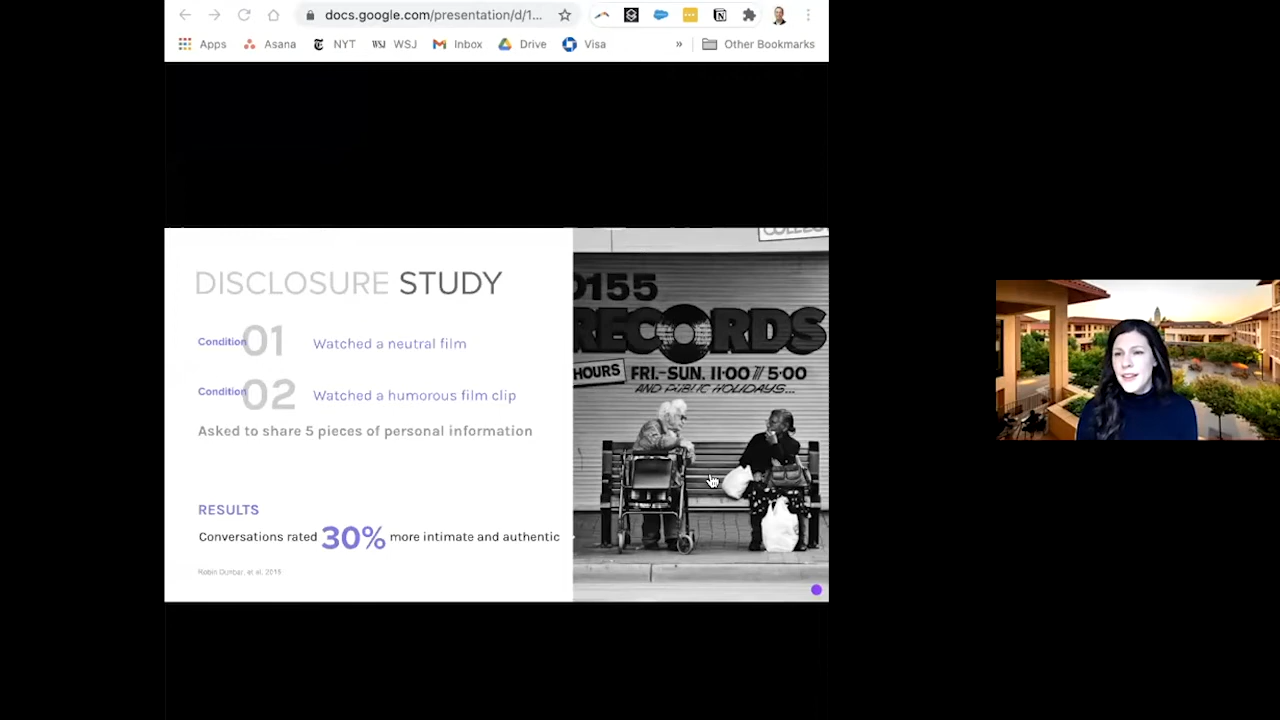 docs.google.com/presentation/d/1...
Apps Asana NYT WSJ WSJ Inbox Drive Visa » Other Bookmarks
DISCLOSURE STUDY
Condition 01 Watched a neutral film
Condition 02 Watched a humorous film clip
Asked to share 5 pieces of personal information
RESULTS
Conversations rated 30% more intimate and authentic
Robin Dunbar, et al. 2015
0155
RECORDS
HOURS FRI.-SUN. 11·00 // 5·00
AND PUBLIC HOLIDAYS...